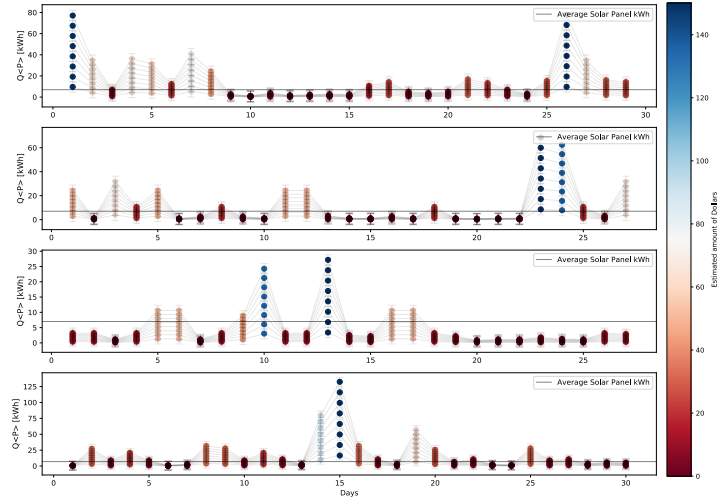 80
60
40
20
0
Q<P> [kWh]
Average Solar Panel kWh
0 5 10 15 20 25 30
60
40
20
0
Q<P> [kWh]
Average Solar Panel kWh
0 5 10 15 20 25
30
25
20
15
10
5
0
Q<P> [kWh]
Average Solar Panel kWh
0 5 10 15 20 25
125
100
75
50
25
0
Q<P> [kWh]
Average Solar Panel kWh
0 5 10 15 20 25 30
Days
140
120
100
80
60
40
20
0
Estimated amount of Dollars